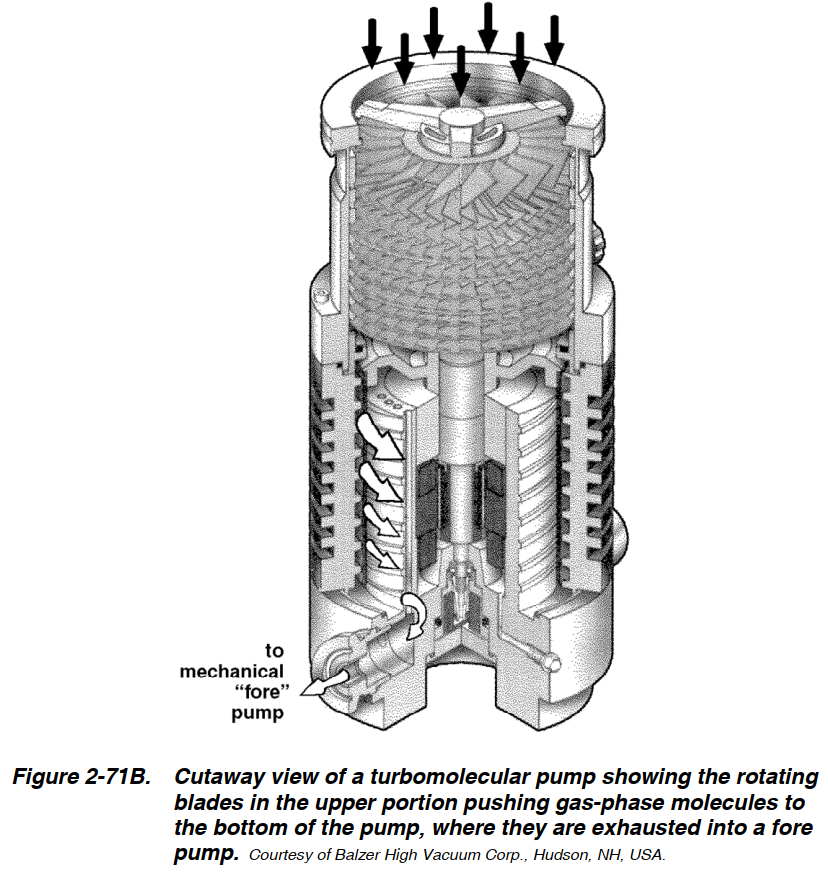 to
mechanical
“fore”
pump
Figure 2-71B. Cutaway view of a turbomolecular pump showing the rotating
blades in the upper portion pushing gas-phase molecules to
the bottom of the pump, where they are exhausted into a fore
pump. Courtesy of Balzer High Vacuum Corp., Hudson, NH, USA.